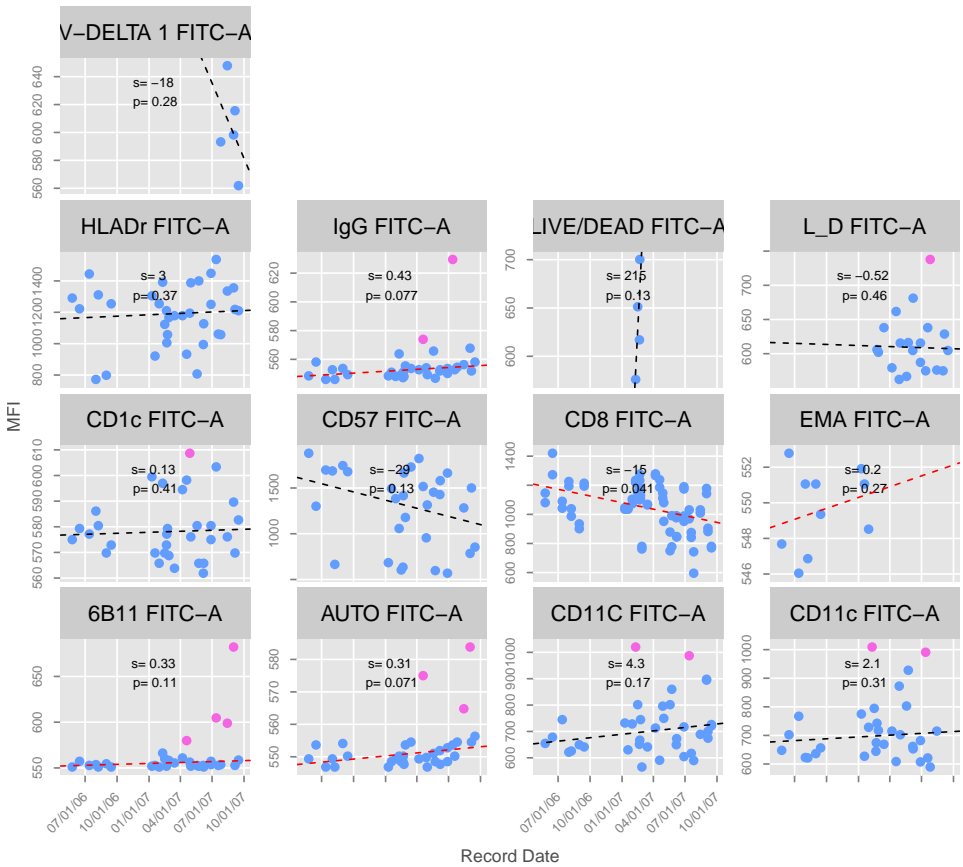 V−DELTA 1 FITC−A
s= −18
p= 0.28
640
620
600
580
560
HLADr FITC−A
IgG FITC−A
LIVE/DEAD FITC−A
L_D FITC−A
s= 3
p= 0.37
1400
1200
1000
800
s= 0.43
p= 0.077
620
600
580
560
s= 215
p= 0.13
700
650
600
s= −0.52
p= 0.46
700
650
600
MFI
CD1c FITC−A
CD57 FITC−A
CD8 FITC−A
EMA FITC−A
s= 0.13
p= 0.41
610
600
590
580
570
560
s= −29
p= 0.13
1500
1000
s= −15
p= 0.041
1400
1200
1000
800
600
s= 0.2
p= 0.27
552
550
548
546
6B11 FITC−A
AUTO FITC−A
CD11C FITC−A
CD11c FITC−A
s= 0.33
p= 0.11
650
600
550
s= 0.31
p= 0.071
580
570
560
550
s= 4.3
p= 0.17
1000
900
800
700
600
s= 2.1
p= 0.31
1000
900
800
700
600
07/01/06
10/01/06
01/01/07
04/01/07
07/01/07
10/01/07
07/01/06
10/01/06
01/01/07
04/01/07
07/01/07
10/01/07
Record Date